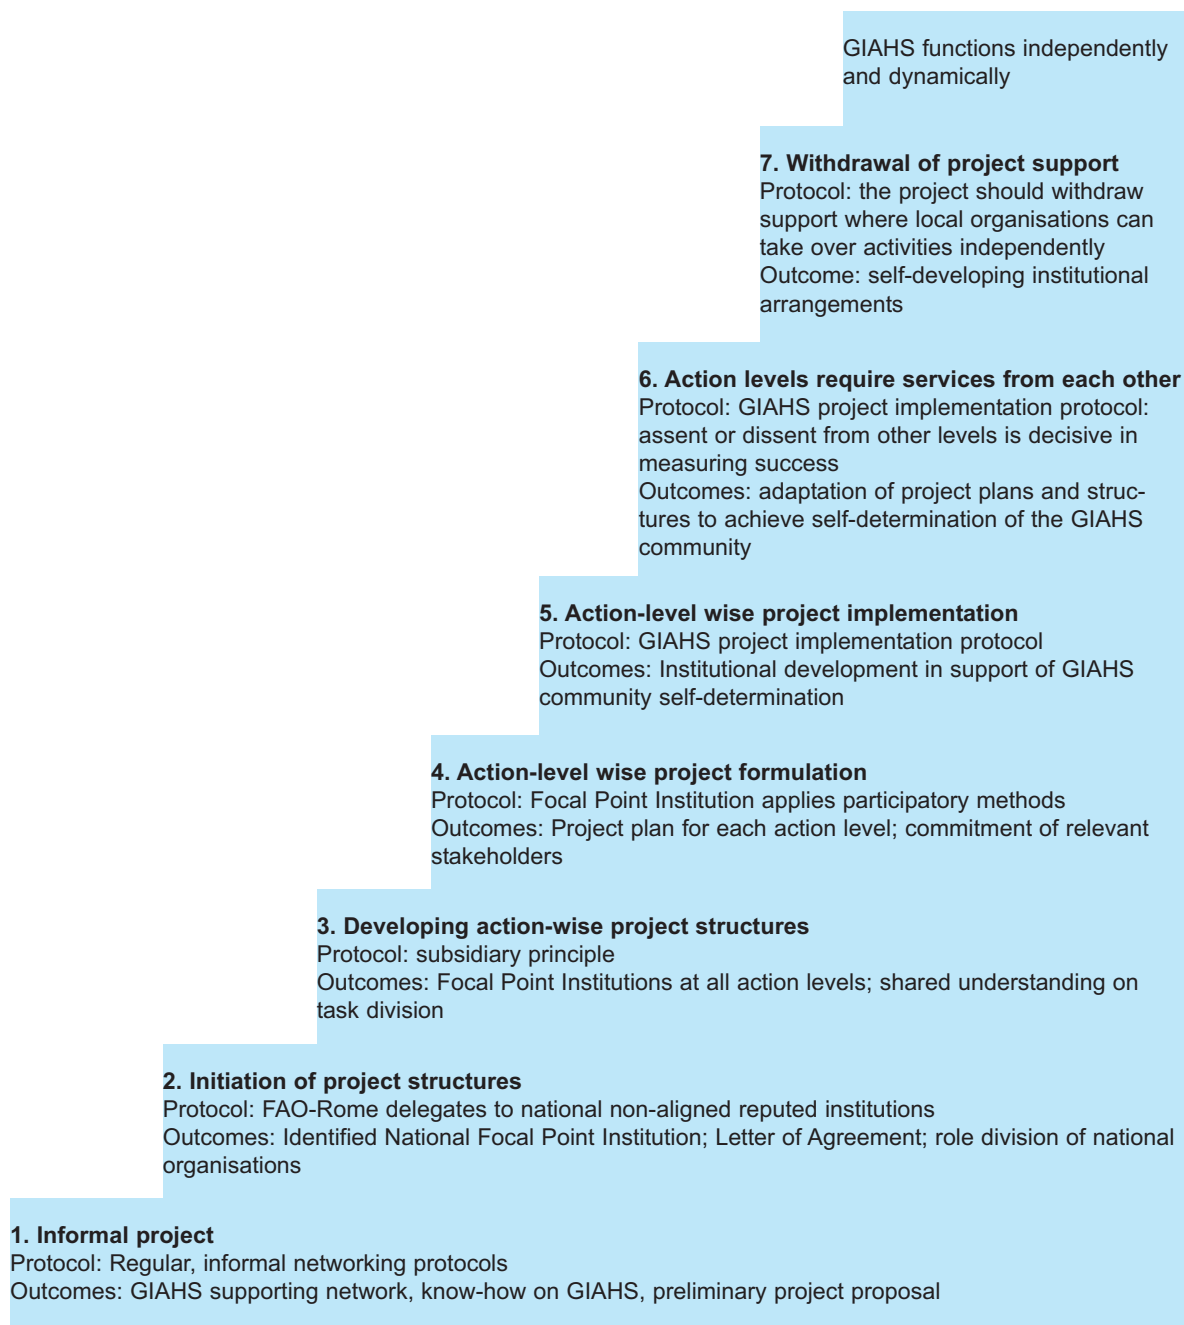 GIAHS functions independently
and dynamically
7. Withdrawal of project support
Protocol: the project should withdraw
support where local organisations can
take over activities independently
Outcome: self-developing institutional
arrangements
6. Action levels require services from each other
Protocol: GIAHS project implementation protocol:
assent or dissent from other levels is decisive in
measuring success
Outcomes: adaptation of project plans and struc-
tures to achieve self-determination of the GIAHS
community
5. Action-level wise project implementation
Protocol: GIAHS project implementation protocol
Outcomes: Institutional development in support of GIAHS
community self-determination
4. Action-level wise project formulation
Protocol: Focal Point Institution applies participatory methods
Outcomes: Project plan for each action level; commitment of relevant
stakeholders
3. Developing action-wise project structures
Protocol: subsidiary principle
Outcomes: Focal Point Institutions at all action levels; shared understanding on
task division
2. Initiation of project structures
Protocol: FAO-Rome delegates to national non-aligned reputed institutions
Outcomes: Identified National Focal Point Institution; Letter of Agreement; role division of national
organisations
1. Informal project
Protocol: Regular, informal networking protocols
Outcomes: GIAHS supporting network, know-how on GIAHS, preliminary project proposal